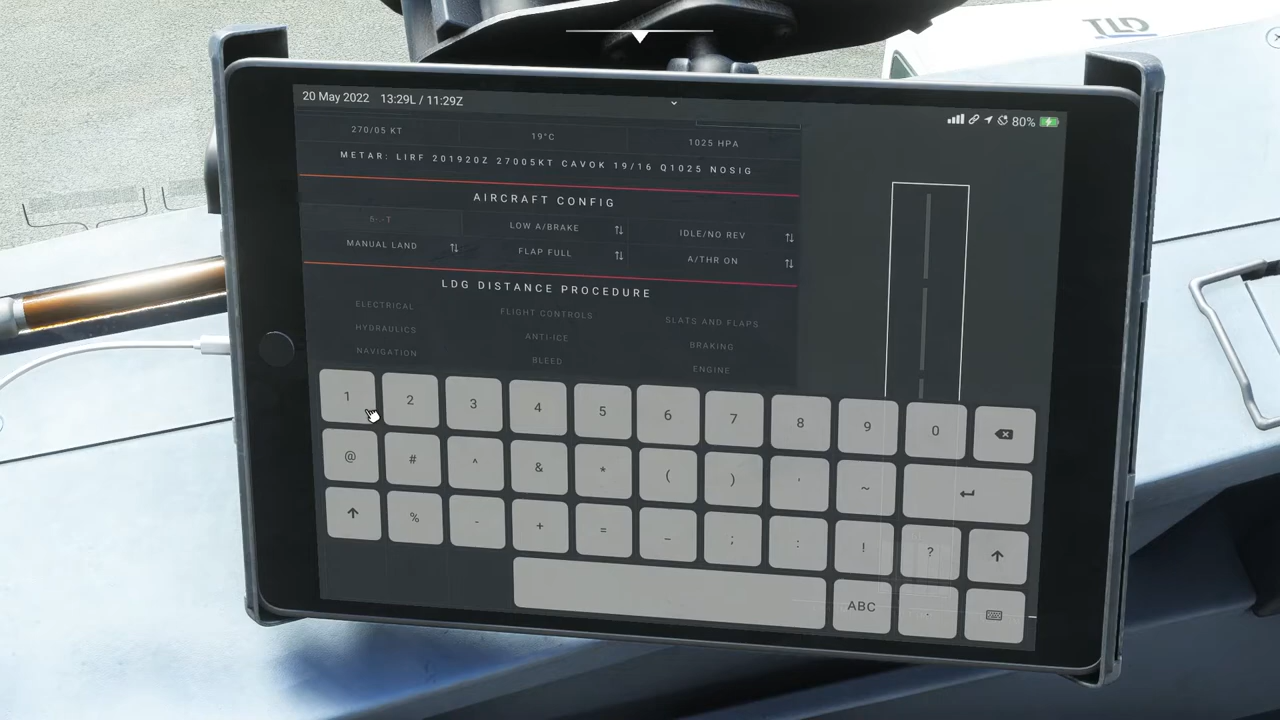 TLD
20 May 2022 13:29L / 11:29Z
80%
270/05 KT 19°C 1025 HPA
METAR: LIRF 201920Z 27005KT CAVOK 19/16 Q1025 NOSIG
AIRCRAFT CONFIG
LOW A/BRAKE IDLE/NO REV
MANUAL LAND FLAP FULL A/THR ON
LDG DISTANCE PROCEDURE
ELECTRICAL FLIGHT CONTROLS SLATS AND FLAPS
HYDRAULICS ANTI-ICE BRAKING
NAVIGATION BLEED ENGINE
1 2 3 4 5 6 7 8 9 0
@ # ^ & * ( ) ' ~
% - + = _ ; : ! ?
ABC .